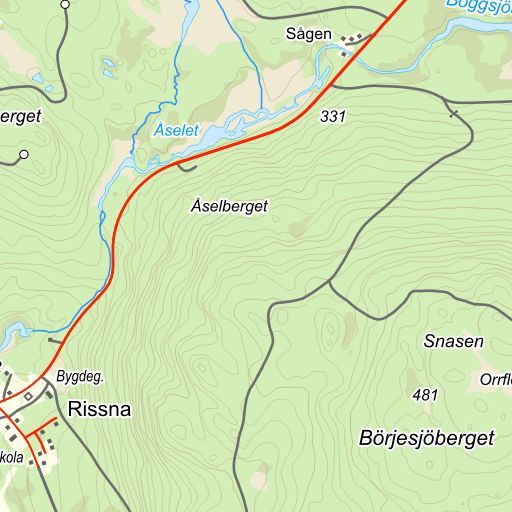 Boggsjö
Sågen
331
berget
Åselet
Åselberget
Snasen
Bygdeg.
Orrfl
481
Rissna
Börjesjöberget
kola